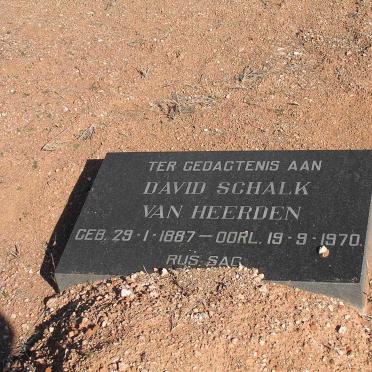 TER GEDAGTENIS AAN
DAVID SCHALK
VAN HEERDEN
GEB. 29-1-1887 - OORL. 19-9-1970.
RUS SAG